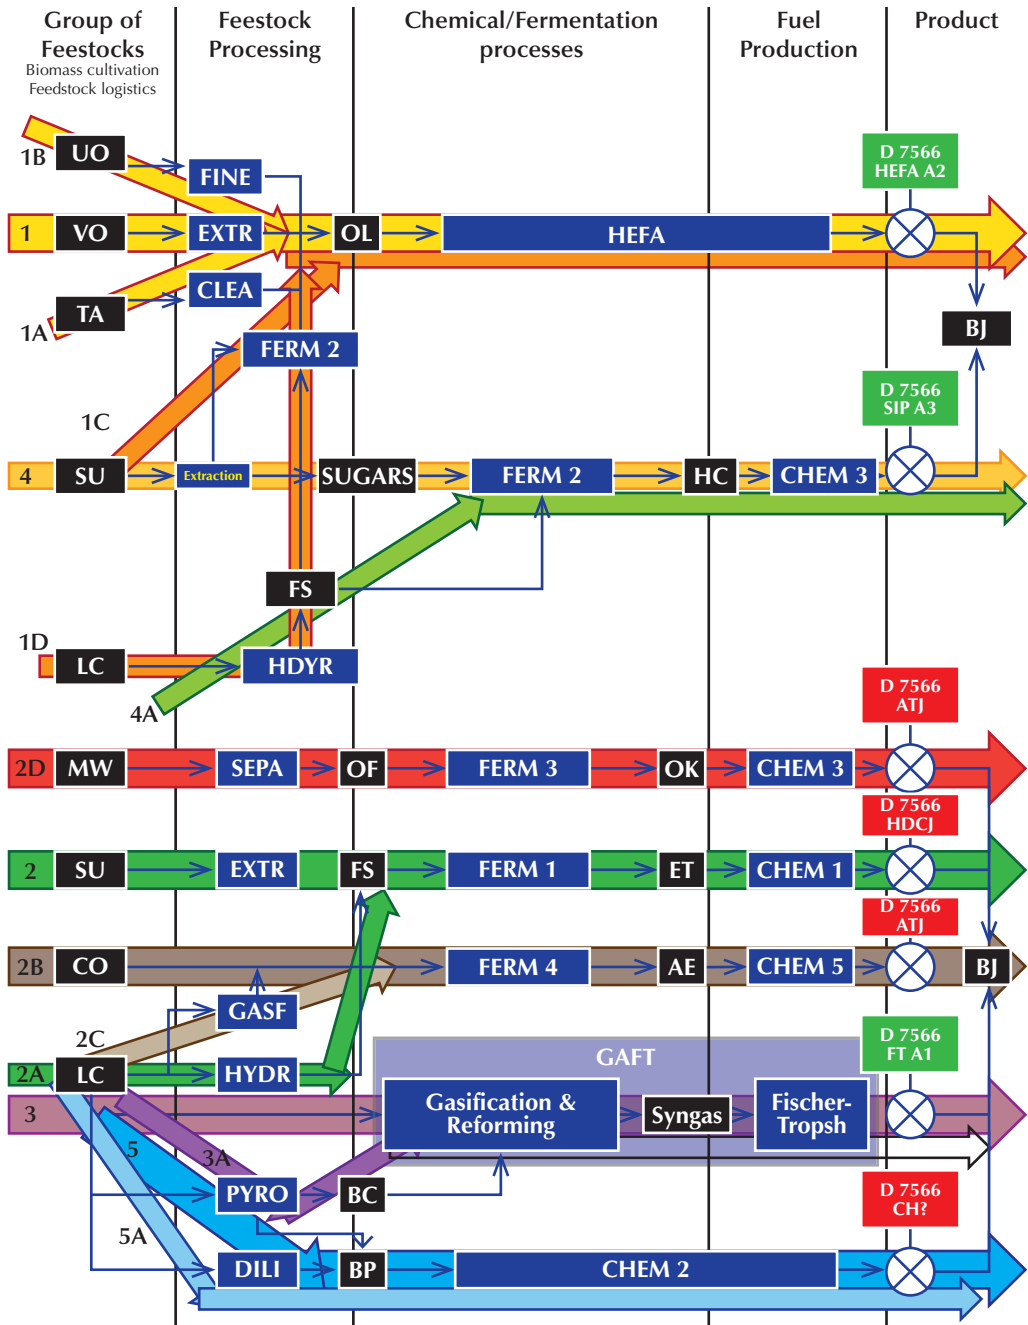 Group of
Feestocks
Biomass cultivation
Feedstock logistics
Feestock
Processing
Chemical/Fermentation
processes
Fuel
Production
Product
1B
UO
FINE
D 7566
HEFA A2
1
VO
EXTR
OL
HEFA
1A
TA
CLEA
BJ
FERM 2
1C
D 7566
SIP A3
4
SU
Extraction
SUGARS
FERM 2
HC
CHEM 3
FS
1D
LC
HDYR
4A
D 7566
ATJ
2D
MW
SEPA
OF
FERM 3
OK
CHEM 3
D 7566
HDCJ
2
SU
EXTR
FS
FERM 1
ET
CHEM 1
D 7566
ATJ
2B
CO
FERM 4
AE
CHEM 5
BJ
GASF
2C
D 7566
FT A1
GAFT
2A
LC
HYDR
3
Gasification &
Reforming
Syngas
Fischer-
Tropsh
5
3A
PYRO
BC
D 7566
CH?
5A
DILI
BP
CHEM 2